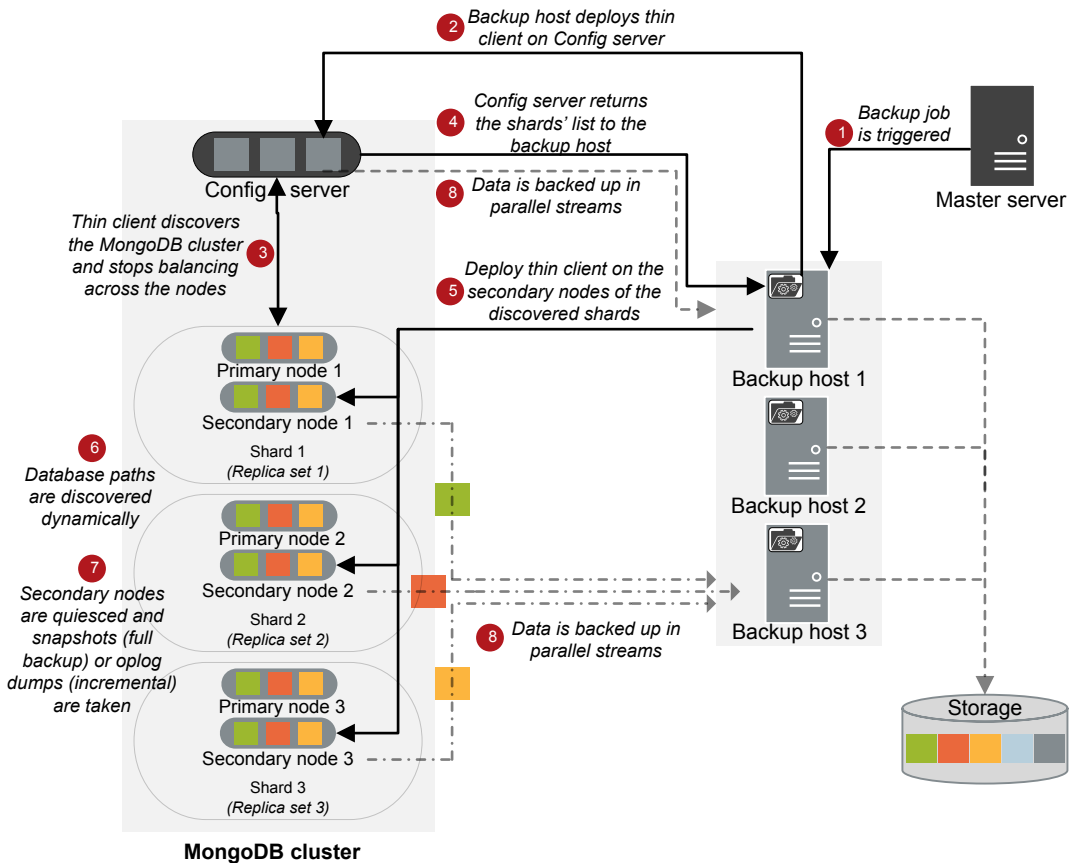 2
Backup host deploys thin
client on Config server
4
Config server returns
the shards' list to the
backup host
1
Backup job
is triggered
Master server
Config server
8
Data is backed up in
parallel streams
Thin client discovers
the MongoDB cluster
and stops balancing
across the nodes
3
5
Deploy thin client on the
secondary nodes of the
discovered shards
Primary node 1
Secondary node 1
Shard 1
(Replica set 1)
Backup host 1
6
Database paths
are discovered
dynamically
Primary node 2
Secondary node 2
Shard 2
(Replica set 2)
Backup host 2
7
Secondary nodes
are quiesced and
snapshots (full
backup) or oplog
dumps (incremental)
are taken
8
Data is backed up in
parallel streams
Backup host 3
Primary node 3
Secondary node 3
Shard 3
(Replica set 3)
Storage
MongoDB cluster